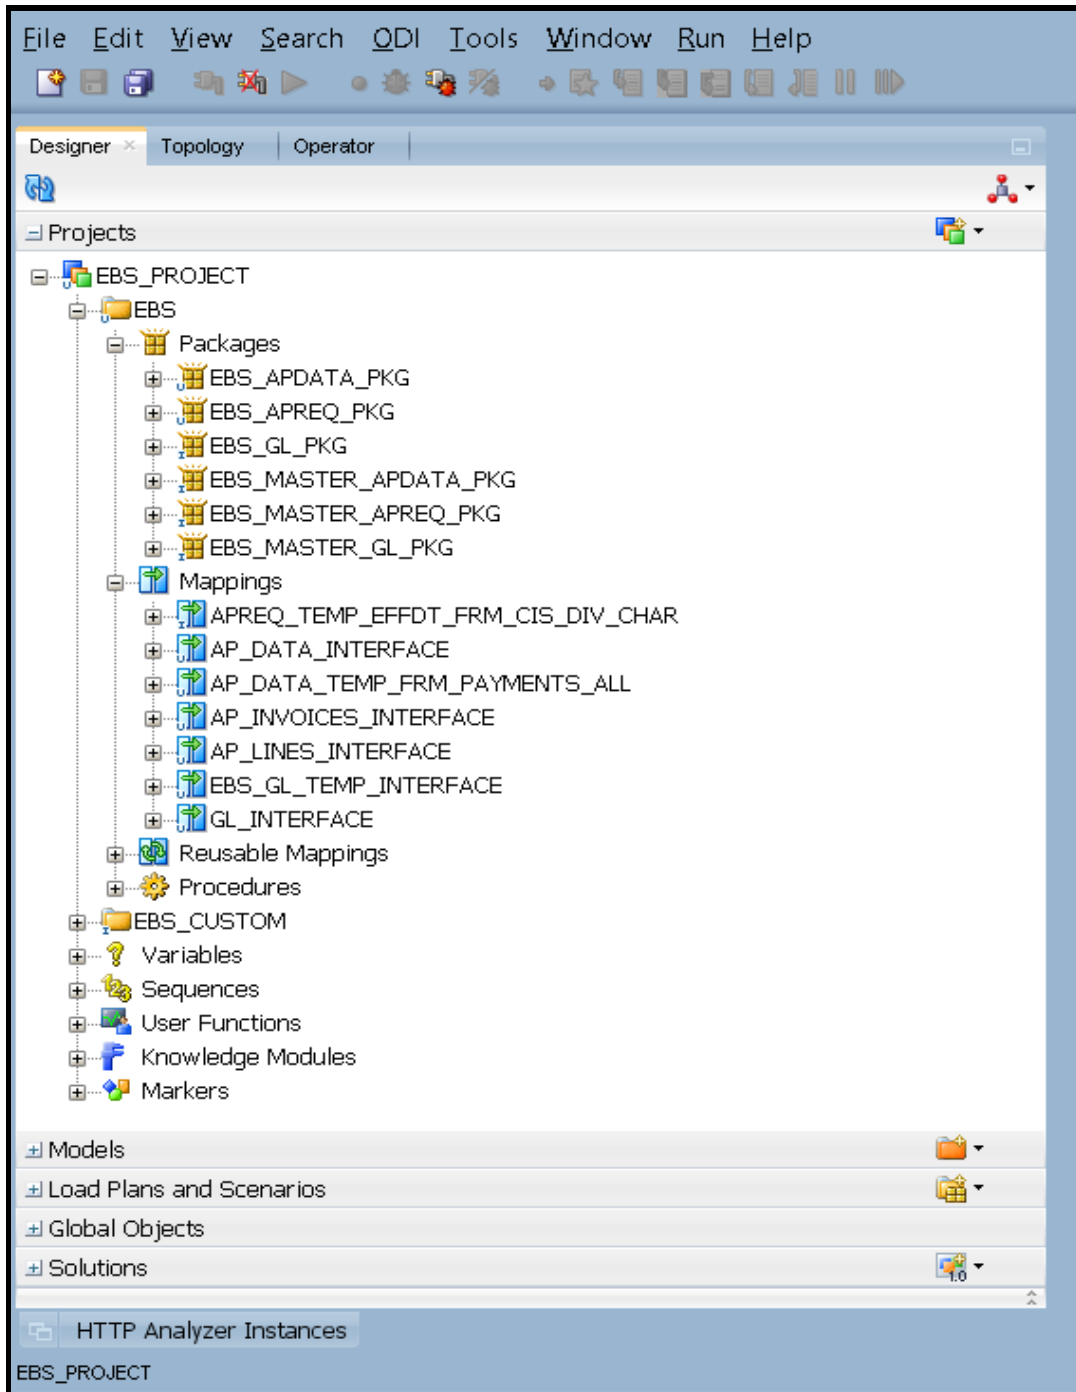 File Edit View Search ODI Tools Window Run Help
Designer Topology Operator
Projects
EBS_PROJECT
EBS
Packages
EBS_APDATA_PKG
EBS_APREQ_PKG
EBS_GL_PKG
EBS_MASTER_APDATA_PKG
EBS_MASTER_APREQ_PKG
EBS_MASTER_GL_PKG
Mappings
APREQ_TEMP_EFFDT_FRM_CIS_DIV_CHAR
AP_DATA_INTERFACE
AP_DATA_TEMP_FRM_PAYMENTS_ALL
AP_INVOICES_INTERFACE
AP_LINES_INTERFACE
EBS_GL_TEMP_INTERFACE
GL_INTERFACE
Reusable Mappings
Procedures
EBS_CUSTOM
Variables
Sequences
User Functions
Knowledge Modules
Markers
Models
Load Plans and Scenarios
Global Objects
Solutions
1.0
HTTP Analyzer Instances
EBS_PROJECT